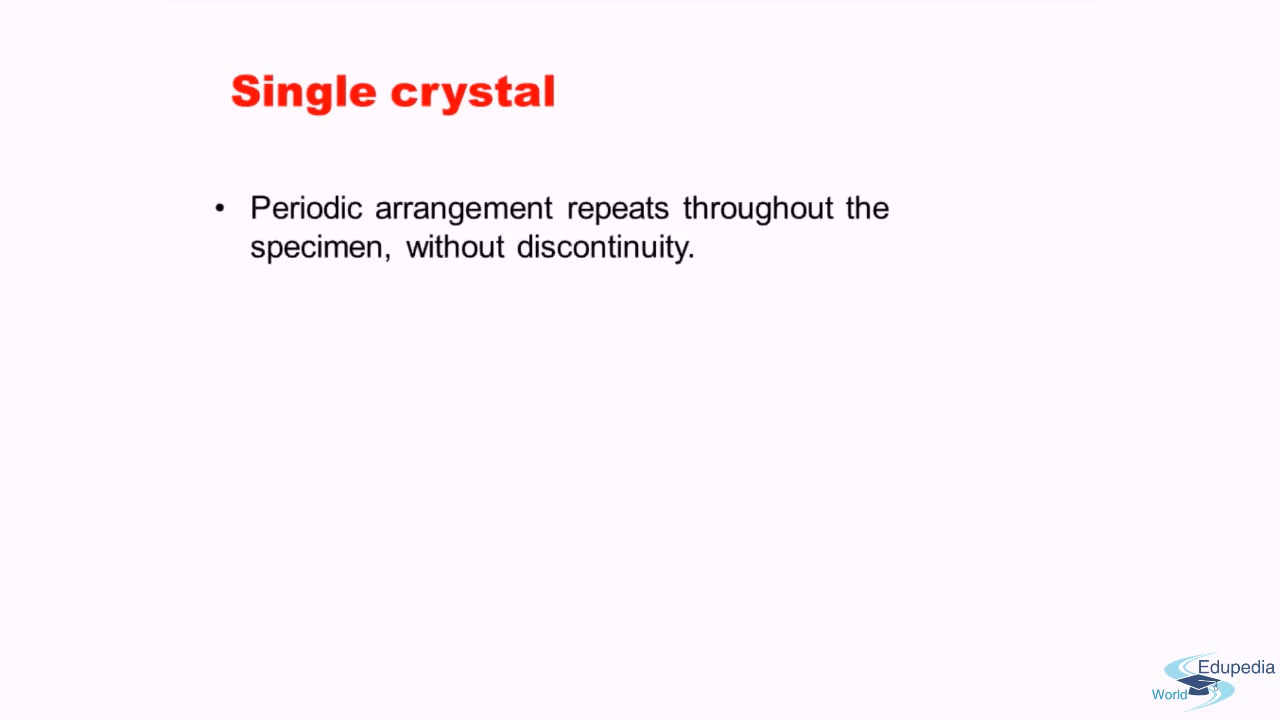 Single crystal
• Periodic arrangement repeats throughout the
specimen, without discontinuity.
Edupedia
World